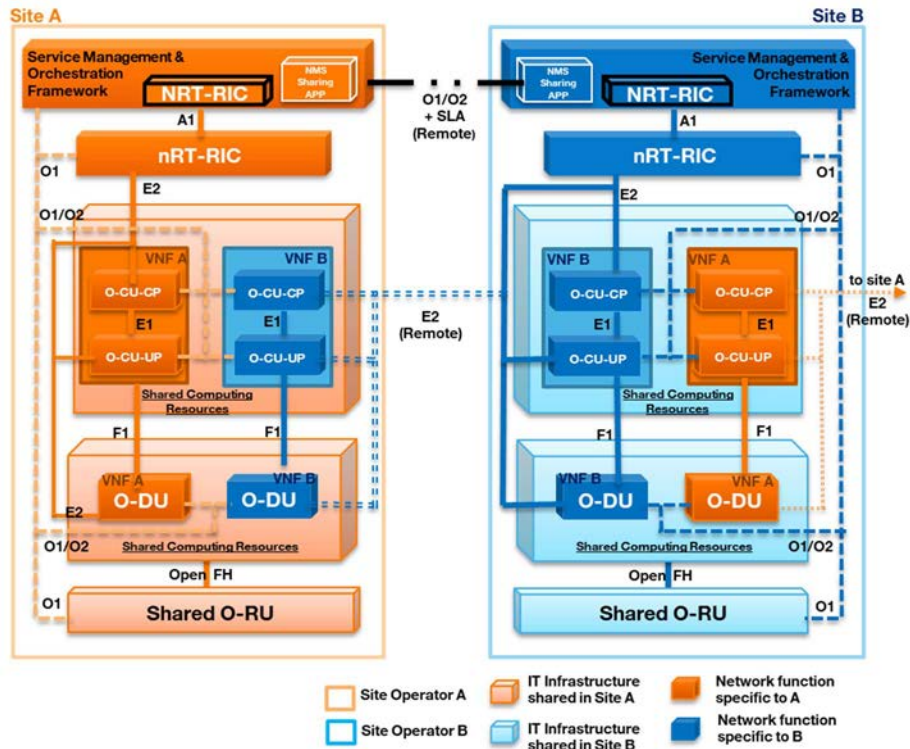 Site A
Service Management &
Orchestration
Framework
NRT-RIC
NMS
Sharing
APP
A1
nRT-RIC
O1
E2
O1/O2
VNF A
VNF B
O-CU-CP
O-CU-CP
E1
E1
O-CU-UP
O-CU-UP
Shared Computing
Resources
F1
F1
VNF A
VNF B
O-DU
O-DU
E2
O1/O2
Shared Computing Resources
Open FH
O1
Shared O-RU
O1/O2
+ SLA
(Remote)
E2
(Remote)
Site B
Service Management &
Orchestration
Framework
NMS
Sharing
APP
NRT-RIC
A1
nRT-RIC
O1
E2
O1/O2
VNF B
VNF A
O-CU-CP
O-CU-CP
E1
E1
O-CU-UP
O-CU-UP
Shared Computing
Resources
to site A
E2
(Remote)
F1
F1
VNF B
VNF A
O-DU
O-DU
Shared Computing Resources
O1/O2
Open FH
O1
Shared O-RU
Site Operator A
IT Infrastructure
shared in Site A
Network function
specific to A
Site Operator B
IT Infrastructure
shared in Site B
Network function
specific to B